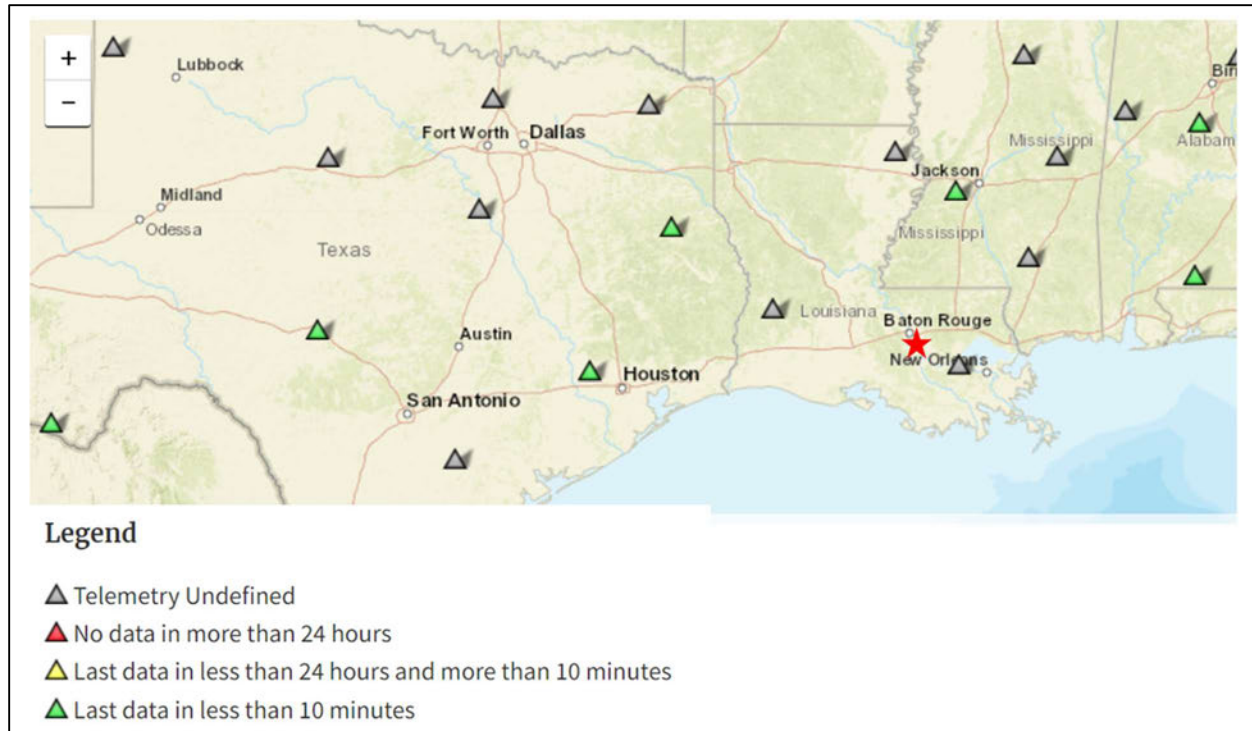 +
−
Lubbock
Fort Worth
Dallas
Midland
Odessa
Texas
Austin
San Antonio
Houston
Louisiana
Baton Rouge
New Orleans
Jackson
Mississippi
Mississippi
Bin
Alabam
Legend
Telemetry Undefined
No data in more than 24 hours
Last data in less than 24 hours and more than 10 minutes
Last data in less than 10 minutes